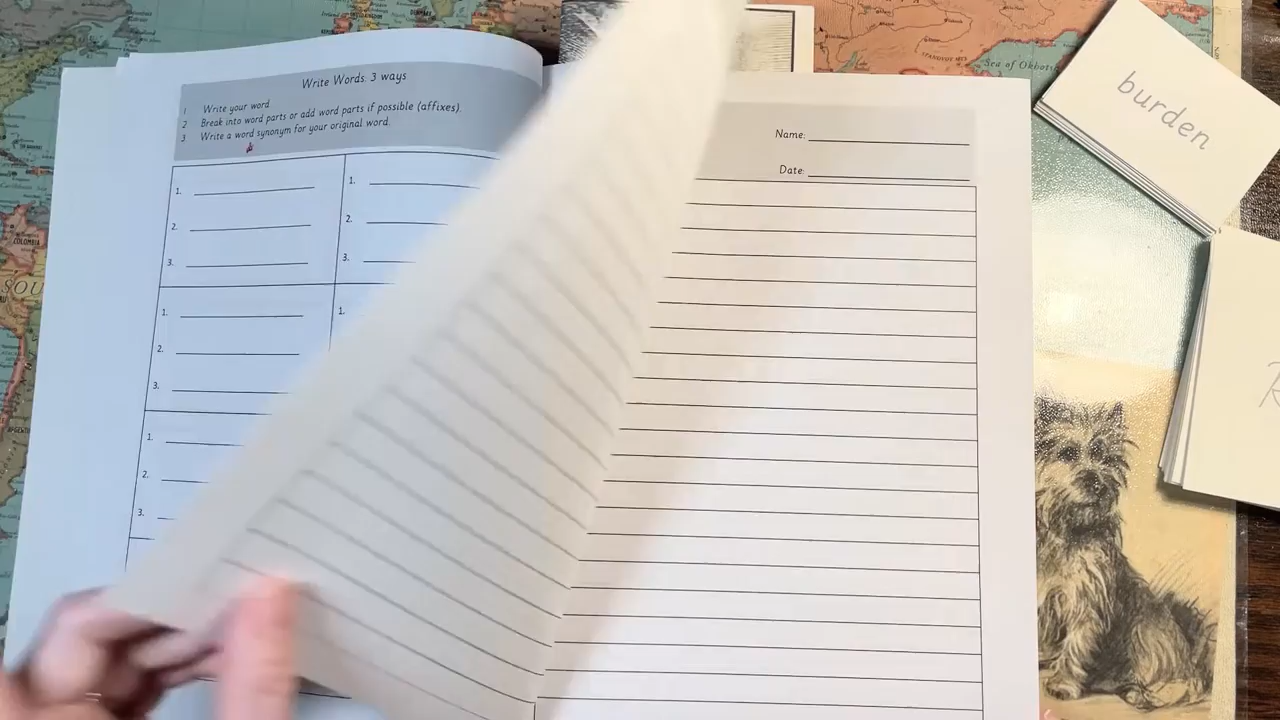 Write Words: 3 ways
1 Write your word
2 Break into word parts or add word parts if possible (affixes).
3 Write a word synonym for your original word.
1.
2.
3.
1.
2.
3.
1.
2.
3.
1.
1.
2.
3.
Name:
Date:
burden
Sea of Okhots
COLOMBIA
SOU